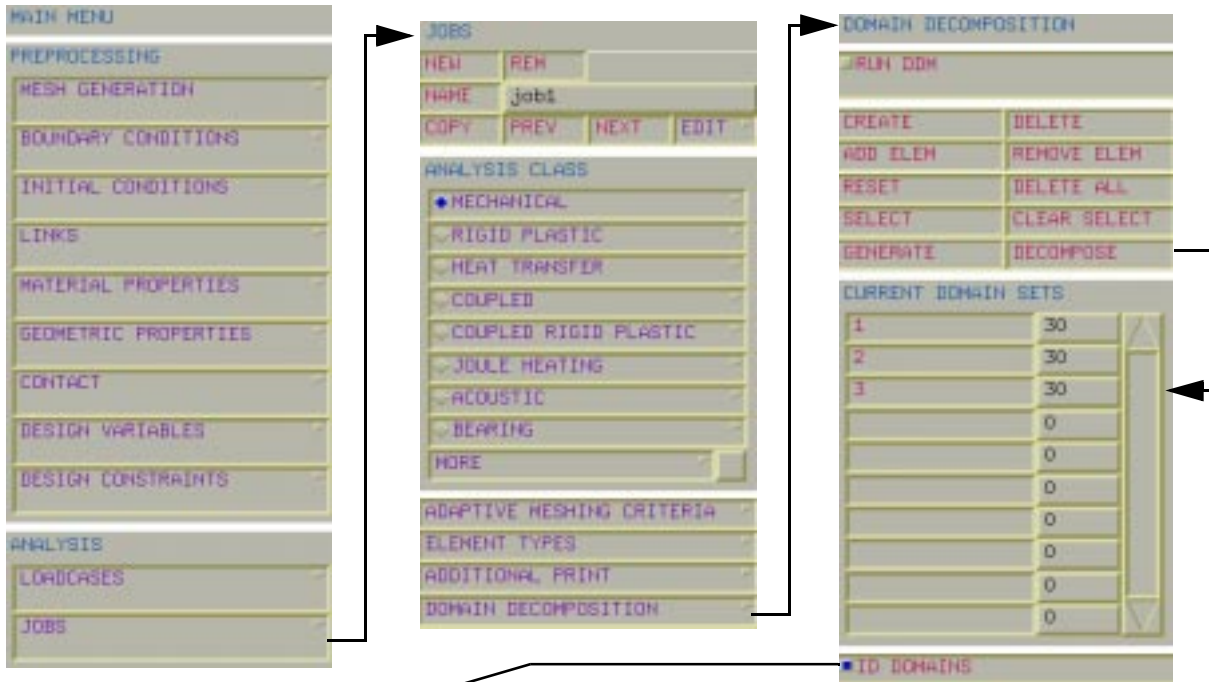 MAIN MENU
PREPROCESSING
MESH GENERATION
BOUNDARY CONDITIONS
INITIAL CONDITIONS
LINKS
MATERIAL PROPERTIES
GEOMETRIC PROPERTIES
CONTACT
DESIGN VARIABLES
DESIGN CONSTRAINTS
ANALYSIS
LOADCASES
JOBS
JOBS
NEW REM
NAME job1
COPY PREV NEXT EDIT
ANALYSIS CLASS
MECHANICAL
RIGID PLASTIC
HEAT TRANSFER
COUPLED
COUPLED RIGID PLASTIC
JOULE HEATING
ACOUSTIC
BEARING
MORE
ADAPTIVE MESHING CRITERIA
ELEMENT TYPES
ADDITIONAL PRINT
DOMAIN DECOMPOSITION
DOMAIN DECOMPOSITION
RUN DDM
CREATE DELETE
ADD ELEM REMOVE ELEM
RESET DELETE ALL
SELECT CLEAR SELECT
GENERATE DECOMPOSE
CURRENT DOMAIN SETS
1 30
2 30
3 30
0
0
0
0
0
0
0
ID DOMAINS